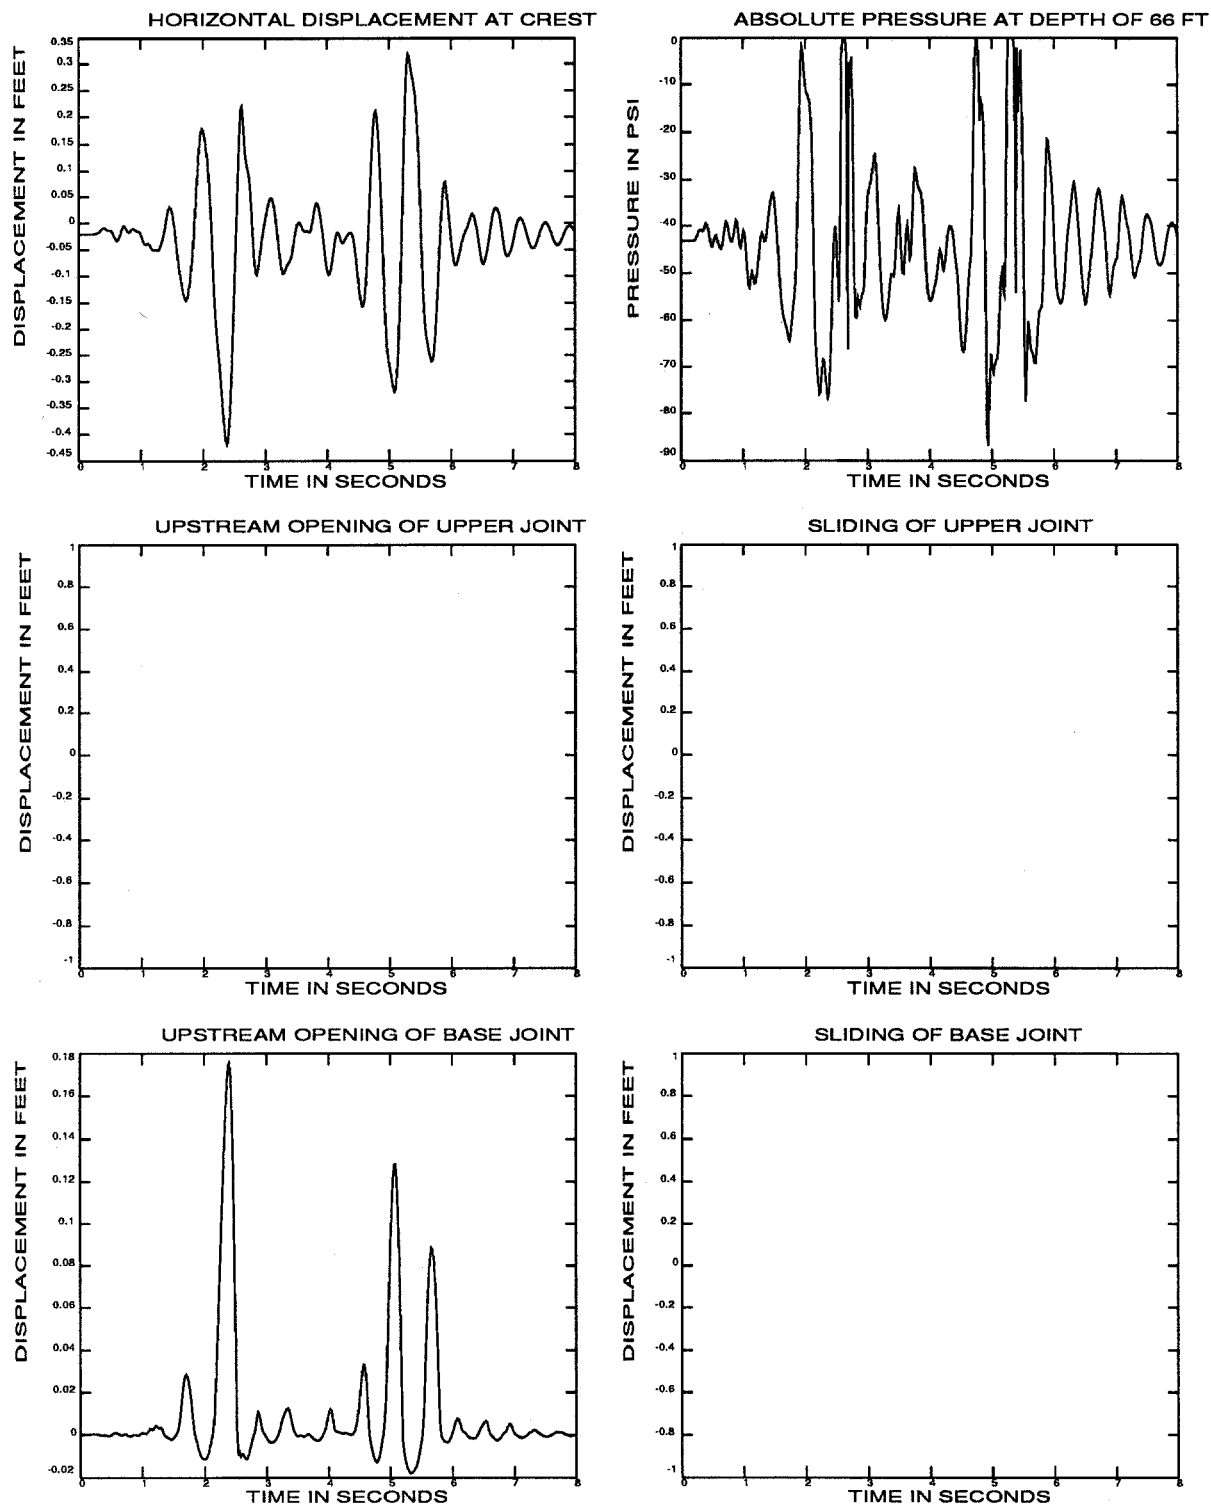 HORIZONTAL DISPLACEMENT AT CREST
DISPLACEMENT IN FEET
0.35
0.3
0.25
0.2
0.15
0.1
0.05
0
-0.05
-0.1
-0.15
-0.2
-0.25
-0.3
-0.35
-0.4
-0.45
0 1 2 3 4 5 6 7 8
TIME IN SECONDS
ABSOLUTE PRESSURE AT DEPTH OF 66 FT
PRESSURE IN PSI
0
-10
-20
-30
-40
-50
-60
-70
-80
-90
0 1 2 3 4 5 6 7 8
TIME IN SECONDS
UPSTREAM OPENING OF UPPER JOINT
DISPLACEMENT IN FEET
1
0.8
0.6
0.4
0.2
0
-0.2
-0.4
-0.6
-0.8
-1
0 1 2 3 4 5 6 7 8
TIME IN SECONDS
SLIDING OF UPPER JOINT
DISPLACEMENT IN FEET
1
0.8
0.6
0.4
0.2
0
-0.2
-0.4
-0.6
-0.8
-1
0 1 2 3 4 5 6 7 8
TIME IN SECONDS
UPSTREAM OPENING OF BASE JOINT
DISPLACEMENT IN FEET
0.18
0.16
0.14
0.12
0.1
0.08
0.06
0.04
0.02
0
-0.02
0 1 2 3 4 5 6 7 8
TIME IN SECONDS
SLIDING OF BASE JOINT
DISPLACEMENT IN FEET
1
0.8
0.6
0.4
0.2
0
-0.2
-0.4
-0.6
-0.8
-1
0 1 2 3 4 5 6 7 8
TIME IN SECONDS